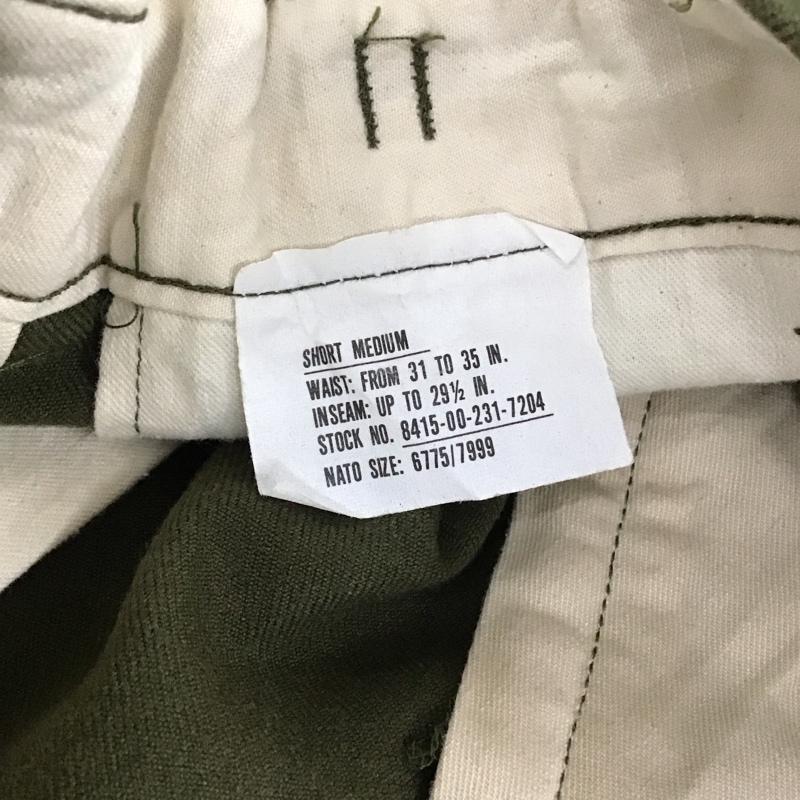 SHORT MEDIUM
WAIST: FROM 31 TO 35 IN.
INSEAM: UP TO 29½ IN.
STOCK NO. 8415-00-231-7204
NATO SIZE: 6775/7999